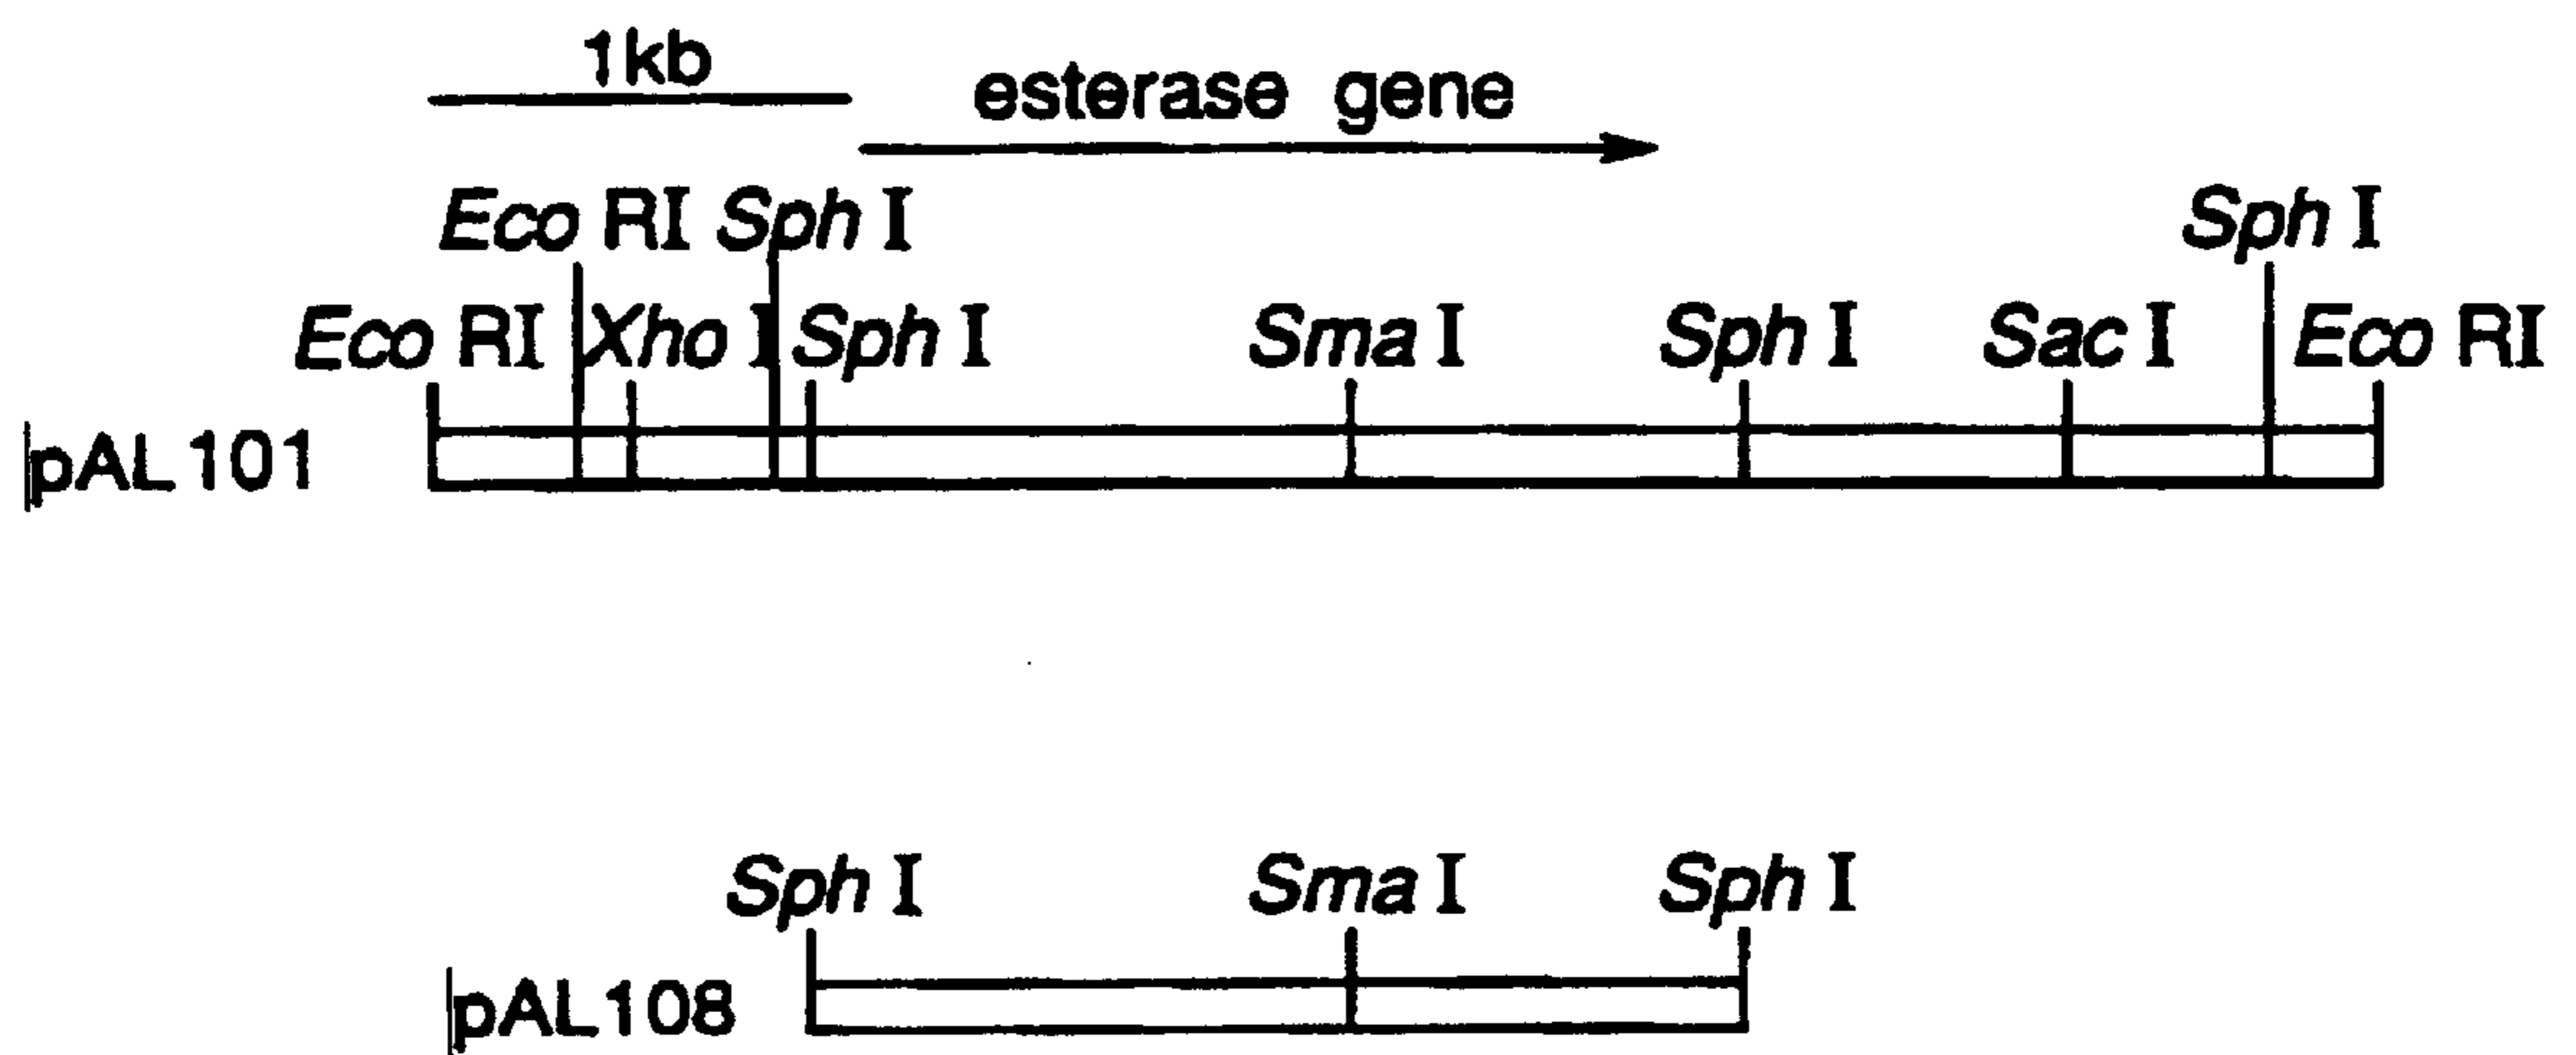 1kb
esterase gene
Eco RI Sph I Sph I
Eco RI Xho I Sph I Sma I Sph I Sac I Eco RI
pAL101
Sph I Sma I Sph I
pAL108